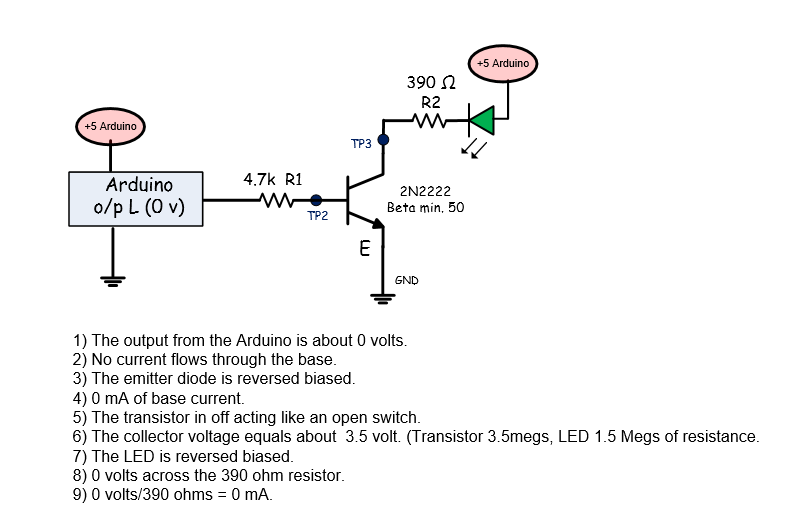 +5 Arduino
390 Ω
R2
+5 Arduino
TP3
Arduino
o/p L (0 v)
4.7k R1
TP2
2N2222
Beta min. 50
E
GND
1) The output from the Arduino is about 0 volts.
2) No current flows through the base.
3) The emitter diode is reversed biased.
4) 0 mA of base current.
5) The transistor in off acting like an open switch.
6) The collector voltage equals about 3.5 volt. (Transistor 3.5megs, LED 1.5 Megs of resistance.
7) The LED is reversed biased.
8) 0 volts across the 390 ohm resistor.
9) 0 volts/390 ohms = 0 mA.